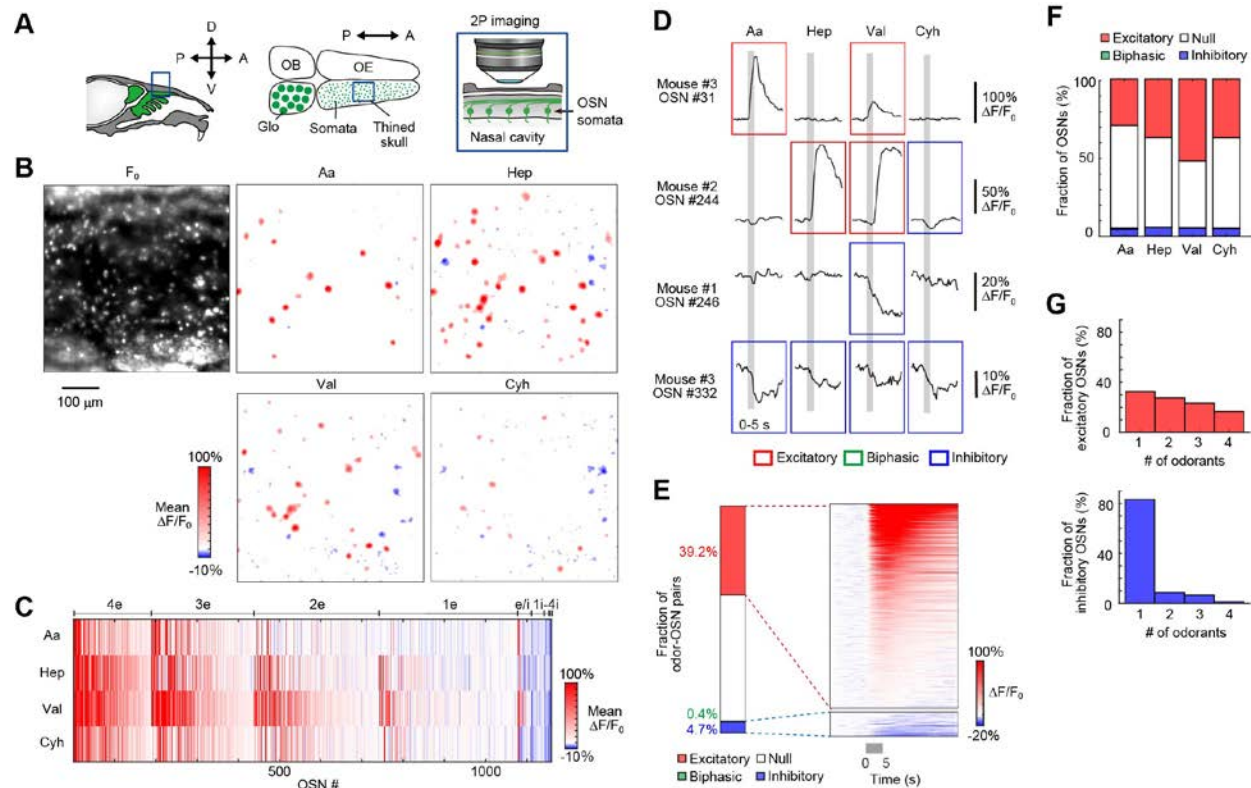 A
D
P A
V
P A
OB OE
Glo Somata Thined
skull
2P imaging
OSN
somata
Nasal cavity
B
F₀ Aa Hep
100 μm
Val Cyh
100%
Mean
ΔF/F₀
-10%
C
4e 3e 2e 1e e/i 1i-4i
Aa
Hep
Val
Cyh
500 1000
OSN #
100%
Mean
ΔF/F₀
-10%
D
Aa Hep Val Cyh
Mouse #3
OSN #31
100%
ΔF/F₀
Mouse #2
OSN #244
50%
ΔF/F₀
Mouse #1
OSN #246
20%
ΔF/F₀
Mouse #3
OSN #332
10%
ΔF/F₀
0-5 s
Excitatory Biphasic Inhibitory
E
Fraction of
odor-OSN pairs
39.2%
0.4%
4.7%
100%
ΔF/F₀
-20%
0 5
Time (s)
Excitatory Null
Biphasic Inhibitory
F
Excitatory Null
Biphasic Inhibitory
Fraction of OSNs (%)
100
50
0
Aa Hep Val Cyh
G
Fraction of
excitatory OSNs (%)
80
40
0
1 2 3 4
# of odorants
Fraction of
inhibitory OSNs (%)
80
40
0
1 2 3 4
# of odorants